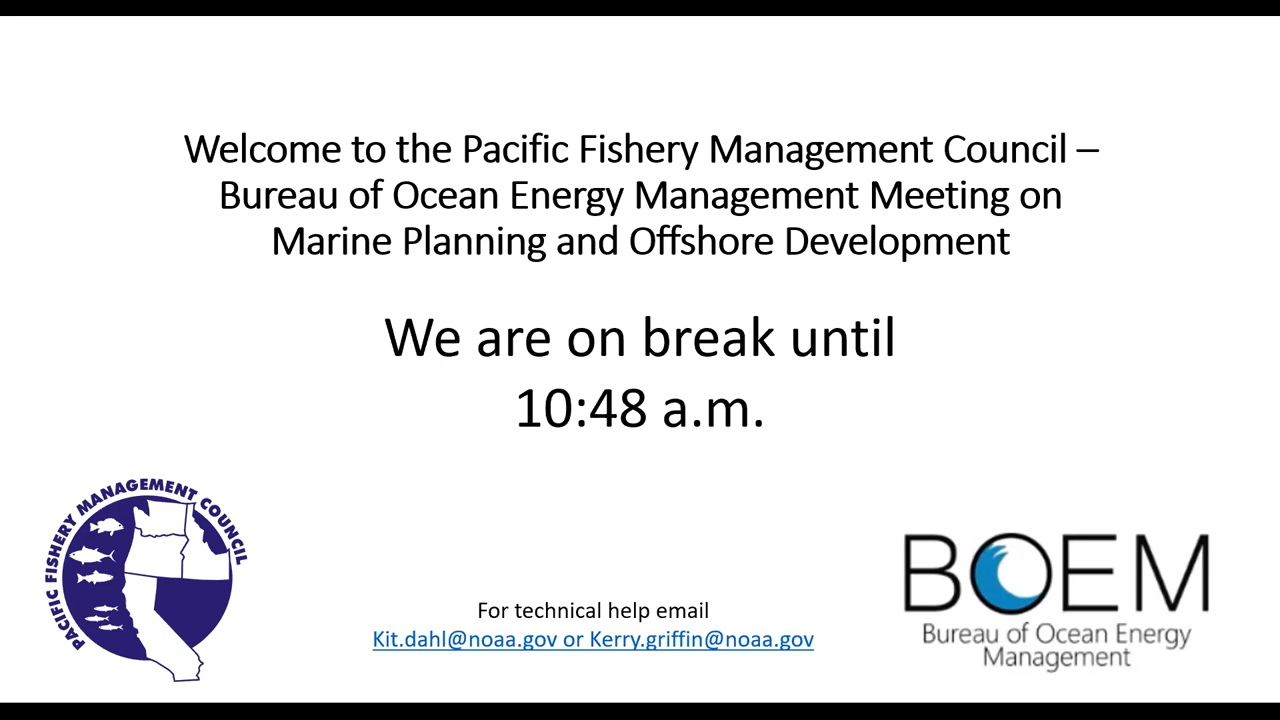 Welcome to the Pacific Fishery Management Council –
Bureau of Ocean Energy Management Meeting on
Marine Planning and Offshore Development
We are on break until
10:48 a.m.
PACIFIC FISHERY MANAGEMENT COUNCIL
For technical help email
Kit.dahl@noaa.gov or Kerry.griffin@noaa.gov
BOEM
Bureau of Ocean Energy
Management